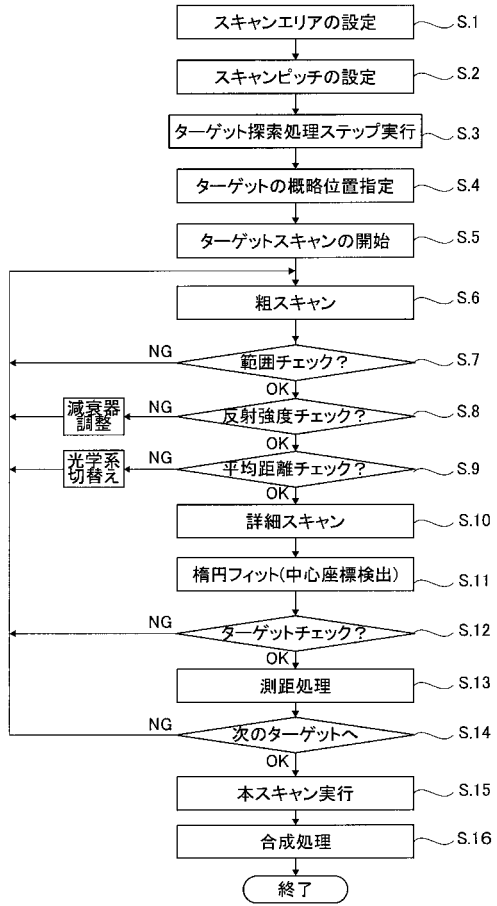 スキャンエリアの設定 S.1
スキャンピッチの設定 S.2
ターゲット探索処理ステップ実行 S.3
ターゲットの概略位置指定 S.4
ターゲットスキャンの開始 S.5
粗スキャン S.6
NG 範囲チェック? S.7
OK
減衰器
調整
NG 反射強度チェック? S.8
OK
光学系
切替え
NG 平均距離チェック? S.9
OK
詳細スキャン S.10
楕円フィット(中心座標検出) S.11
NG ターゲットチェック? S.12
OK
測距処理 S.13
NG 次のターゲットへ S.14
OK
本スキャン実行 S.15
合成処理 S.16
終了